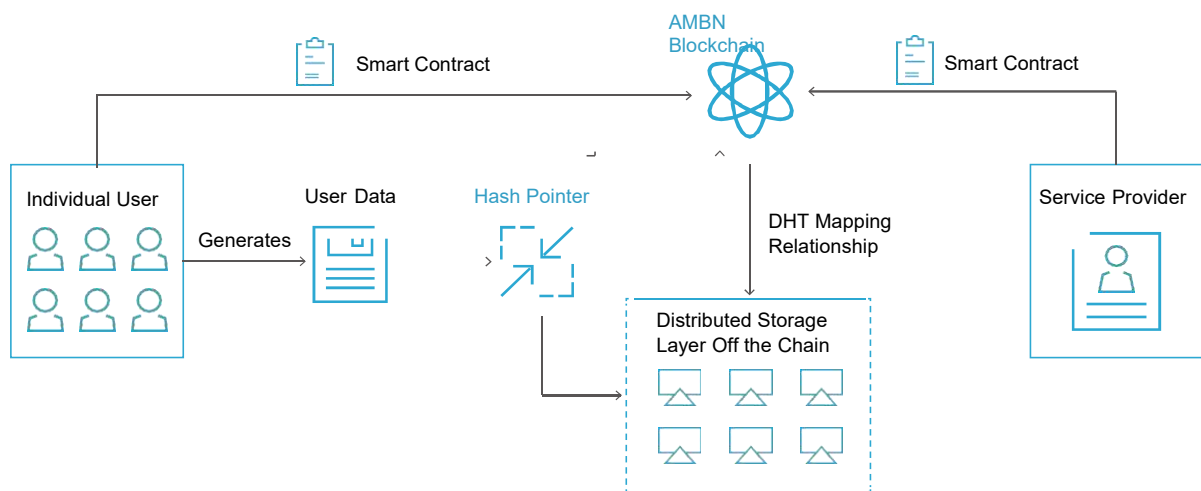 AMBN
Blockchain
Smart Contract
Smart Contract
Individual User
User Data
Hash Pointer
Service Provider
Generates
DHT Mapping
Relationship
Distributed Storage
Layer Off the Chain